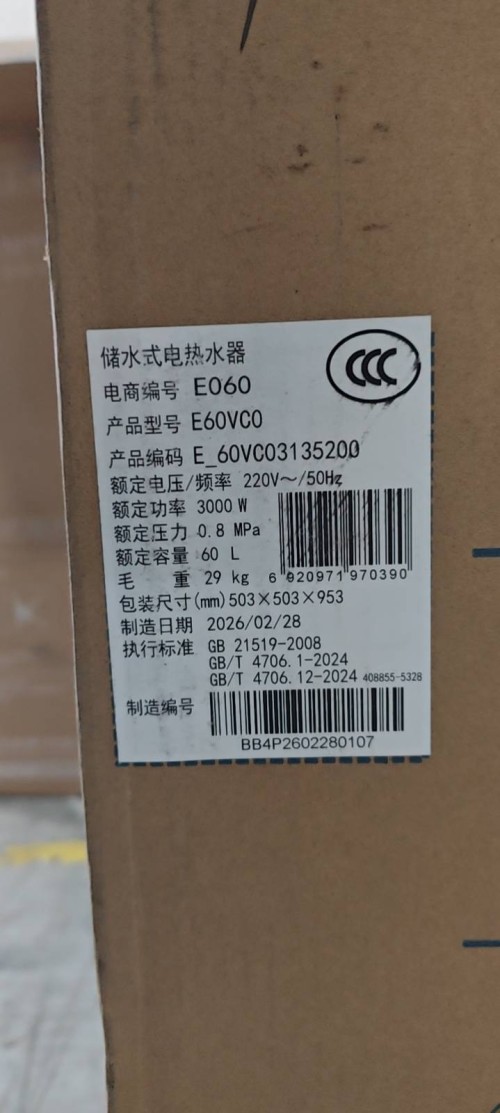 储水式电热水器
CCC
电商编号 E060
产品型号 E60VC0
产品编码 E_60VC03135200
额定电压/频率 220V～/50Hz
额定功率 3000 W
额定压力 0.8 MPa
额定容量 60 L
毛 重 29 kg
6 920971 970390
包装尺寸(mm) 503×503×953
制造日期 2026/02/28
执行标准 GB 21519-2008
GB/T 4706.1-2024
GB/T 4706.12-2024 408855-5328
制造编号
BB4P2602280107